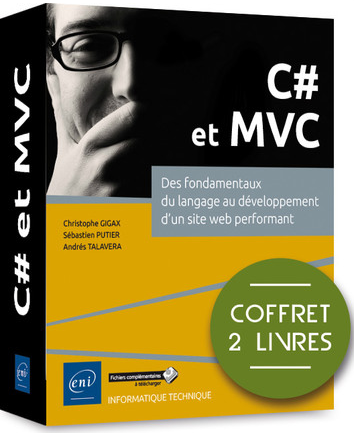 C# et MVC
C#
et MVC
Des fondamentaux
du langage au développement
d'un site web performant
Christophe GIGAX
Sébastien PUTIER
Andrés TALAVERA
COFFRET
2 LIVRES
eni
Fichiers complémentaires
à télécharger
INFORMATIQUE TECHNIQUE
eni